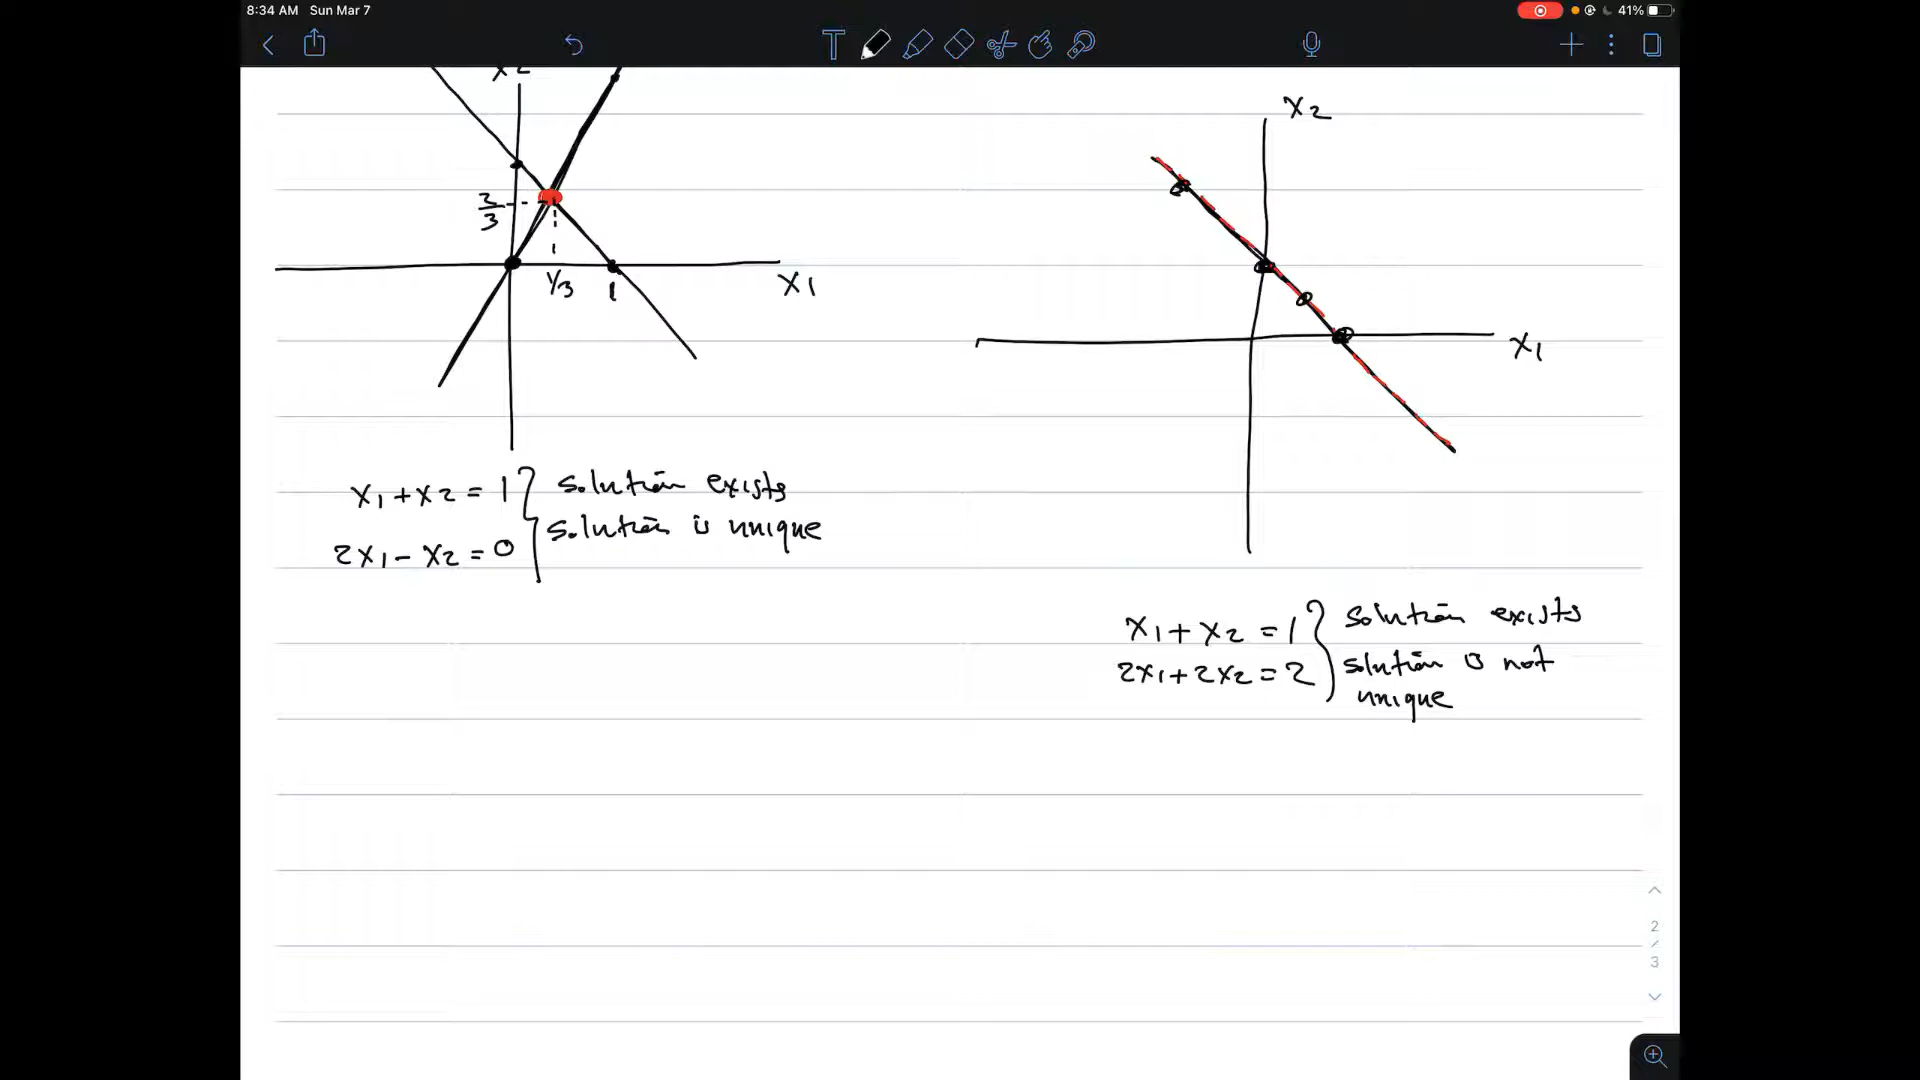 8:34 AM Sun Mar 7
41%
T
x2
2/3
1/3
1
x1
x1 + x2 = 1 } solution exists
2x1 - x2 = 0 } solution is unique
x2
x1
x1 + x2 = 1 } solution exists
2x1 + 2x2 = 2 } solution is not
unique
2
/
3